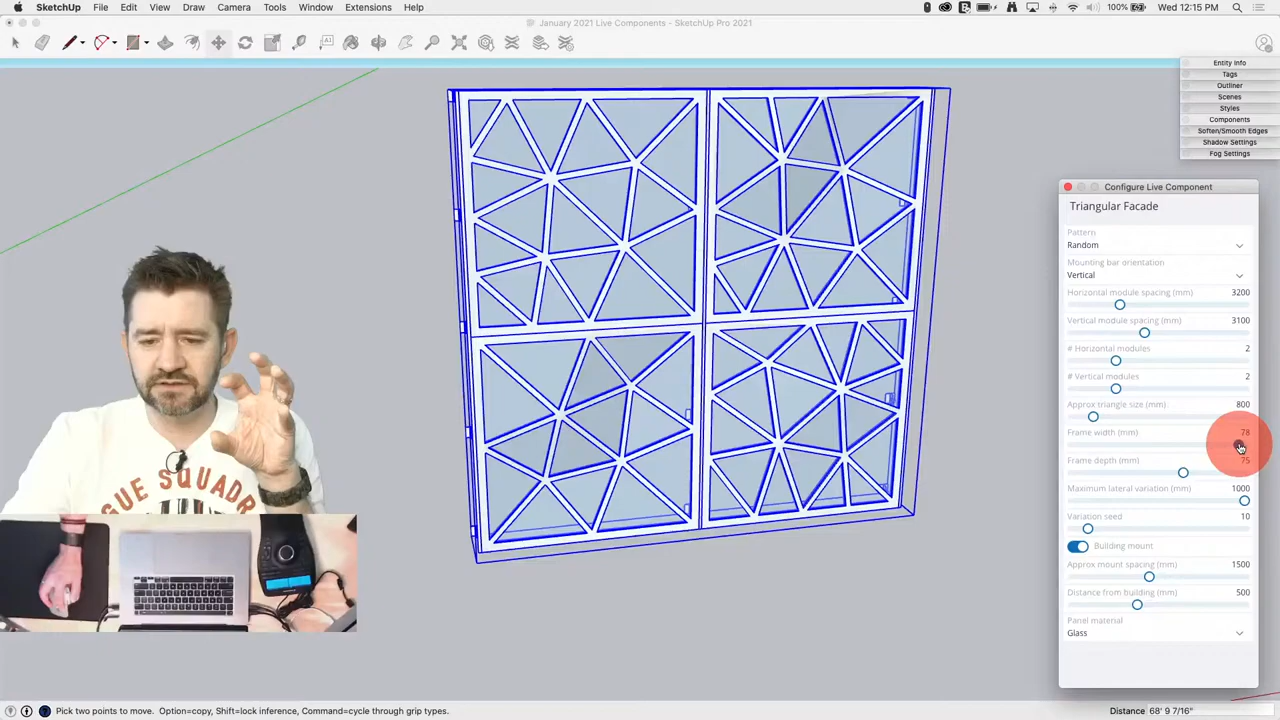 SketchUp File Edit View Draw Camera Tools Window Extensions Help
100% Wed 12:15 PM
January 2021 Live Components - SketchUp Pro 2021
Entity Info
Tags
Outliner
Scenes
Styles
Components
Soften/Smooth Edges
Shadow Settings
Fog Settings
Configure Live Component
Triangular Facade
Pattern
Random
Mounting bar orientation
Vertical
Horizontal module spacing (mm) 3200
Vertical module spacing (mm) 3100
# Horizontal modules 2
# Vertical modules 2
Approx triangle size (mm) 800
Frame width (mm) 78
Frame depth (mm) 75
Maximum lateral variation (mm) 1000
Variation seed 10
Building mount
Approx mount spacing (mm) 1500
Distance from building (mm) 500
Panel material
Glass
GUE SQUAD
Pick two points to move. Option=copy, Shift=lock inference, Command=cycle through grip types.
Distance 68' 9 7/16"